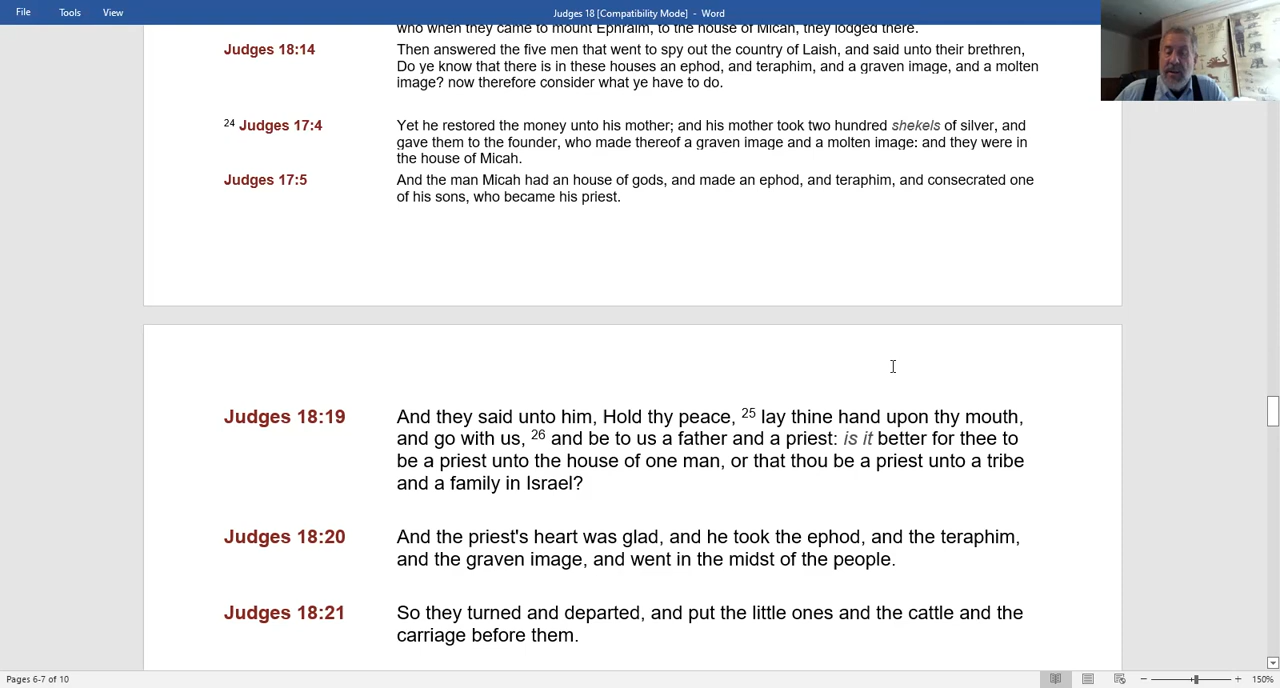 File Tools View Judges 18 [Compatibility Mode] - Word
who when they came to mount Ephraim, to the house of Micah, they lodged there.
Judges 18:14 Then answered the five men that went to spy out the country of Laish, and said unto their brethren,
Do ye know that there is in these houses an ephod, and teraphim, and a graven image, and a molten
image? now therefore consider what ye have to do.
24 Judges 17:4 Yet he restored the money unto his mother; and his mother took two hundred shekels of silver, and
gave them to the founder, who made thereof a graven image and a molten image: and they were in
the house of Micah.
Judges 17:5 And the man Micah had an house of gods, and made an ephod, and teraphim, and consecrated one
of his sons, who became his priest.
Judges 18:19 And they said unto him, Hold thy peace, 25 lay thine hand upon thy mouth,
and go with us, 26 and be to us a father and a priest: is it better for thee to
be a priest unto the house of one man, or that thou be a priest unto a tribe
and a family in Israel?
Judges 18:20 And the priest's heart was glad, and he took the ephod, and the teraphim,
and the graven image, and went in the midst of the people.
Judges 18:21 So they turned and departed, and put the little ones and the cattle and the
carriage before them.
Pages 6-7 of 10 150%